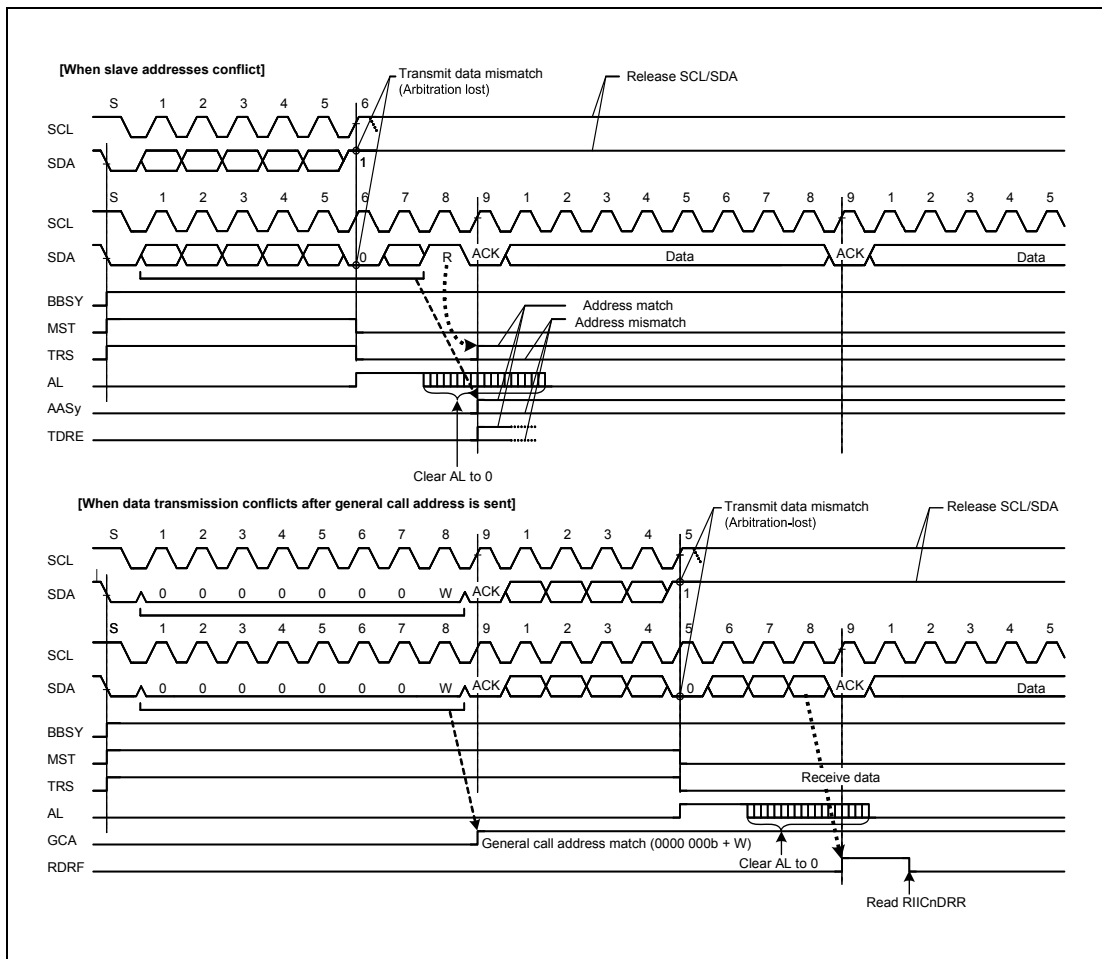 [When slave addresses conflict]
Transmit data mismatch
(Arbitration lost)
Release SCL/SDA
S 1 2 3 4 5 6
SCL
SDA
1
S 1 2 3 4 5 6 7 8 9 1 2 3 4 5 6 7 8 9 1 2 3 4 5
SCL
SDA 0 R ACK Data ACK Data
BBSY
Address match
MST
Address mismatch
TRS
AL
AASy
TDRE
Clear AL to 0
[When data transmission conflicts after general call address is sent]
Transmit data mismatch
(Arbitration-lost)
Release SCL/SDA
S 1 2 3 4 5 6 7 8 9 1 2 3 4 5
SCL
SDA 0 0 0 0 0 0 0 W ACK 1
S 1 2 3 4 5 6 7 8 9 1 2 3 4 5 6 7 8 9 1 2 3 4 5
SCL
SDA 0 0 0 0 0 0 0 W ACK 0 ACK Data
BBSY
MST
TRS
Receive data
AL
GCA
General call address match (0000 000b + W)
Clear AL to 0
RDRF
Read RIICnDRR